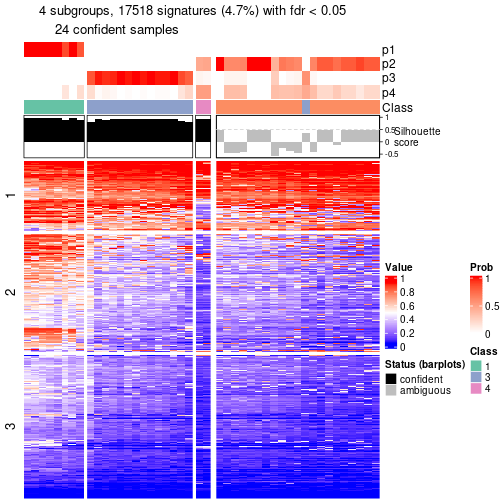 4 subgroups, 17518 signatures (4.7%) with fdr < 0.05
24 confident samples
p1
p2
p3
p4
Class
1
0.5
0
-0.5
Silhouette
score
1
2
3
Value
1
0.8
0.6
0.4
0.2
0
Prob
1
0.5
0
Status (barplots)
confident
ambiguous
Class
1
3
4